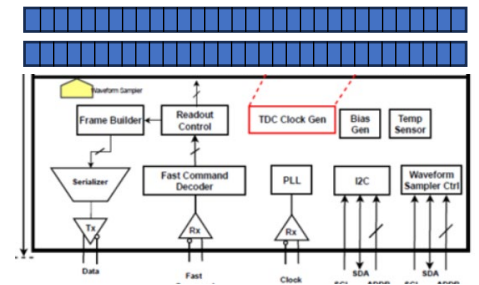 Waveform Sampler
Frame Builder
Readout
Control
TDC Clock Gen
Bias
Gen
Temp
Sensor
Serializer
Fast Command
Decoder
PLL
I2C
Waveform
Sampler Ctrl
Tx
Rx
Rx
Data
Fast
Clock
SDA
SDA